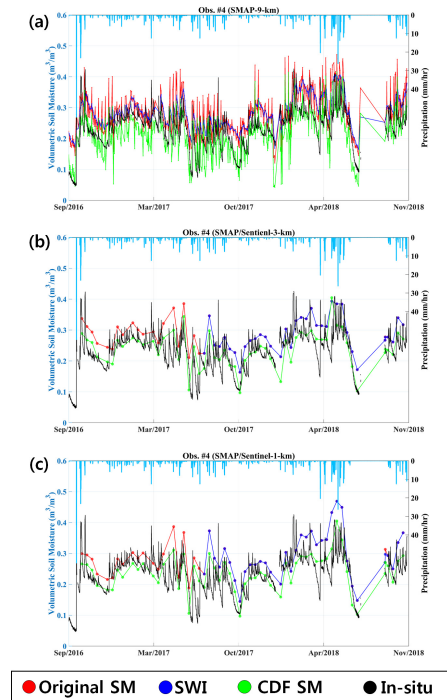 (a)
Obs. #4 (SMAP-9-km)
Volumetric Soil Moisture (m³/m³)
0.6
0.5
0.4
0.3
0.2
0.1
0
0
10
20
30
40
Precipitation (mm/hr)
Sep/2016 Mar/2017 Oct/2017 Apr/2018 Nov/2018
(b)
Obs. #4 (SMAP/Sentienl-3-km)
Volumetric Soil Moisture (m³/m³)
0.6
0.5
0.4
0.3
0.2
0.1
0
0
10
20
30
40
Precipitation (mm/hr)
Sep/2016 Mar/2017 Oct/2017 Apr/2018 Nov/2018
(c)
Obs. #4 (SMAP/Sentinel-1-km)
Volumetric Soil Moisture (m³/m³)
0.6
0.5
0.4
0.3
0.2
0.1
0
0
10
20
30
40
Precipitation (mm/hr)
Sep/2016 Mar/2017 Oct/2017 Apr/2018 Nov/2018
Original SM SWI CDF SM In-situ